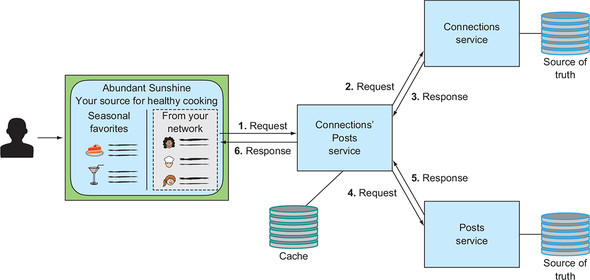 Abundant Sunshine
Your source for healthy cooking
Seasonal
favorites
From your
network
1. Request
6. Response
Connections'
Posts
service
Cache
2. Request
3. Response
Connections
service
Source of
truth
4. Request
5. Response
Posts
service
Source of
truth